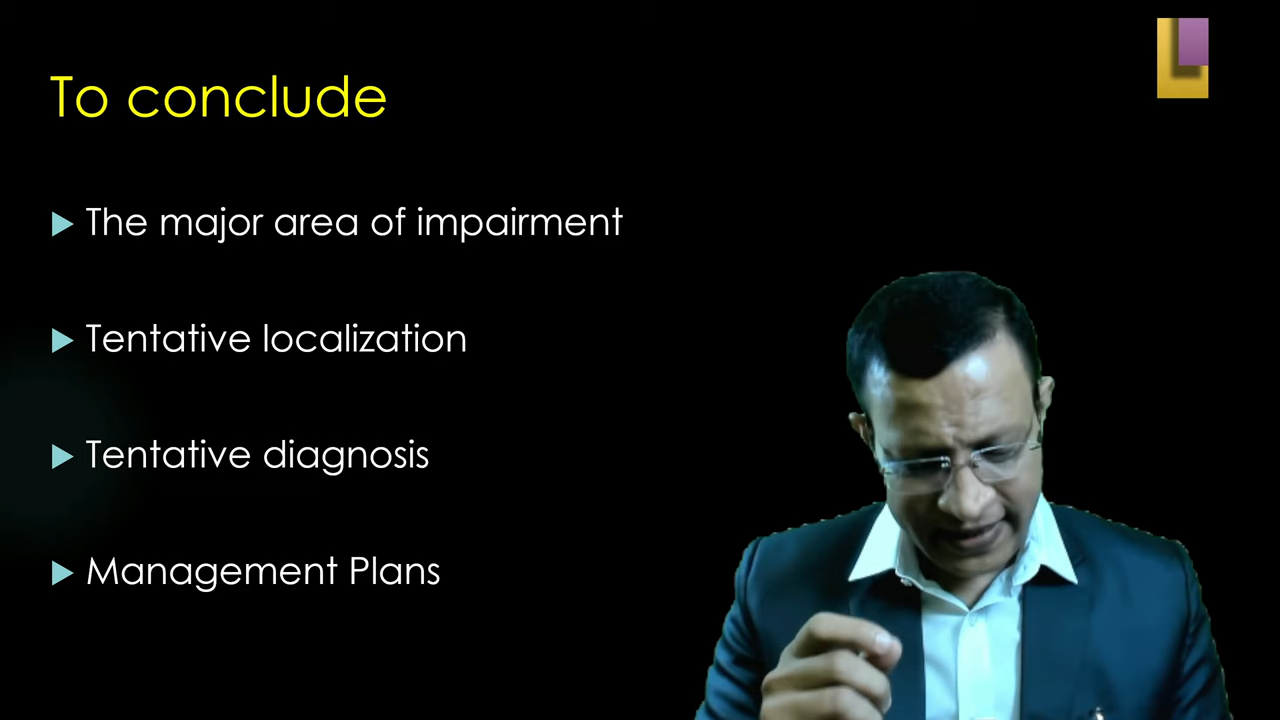 To conclude
The major area of impairment
Tentative localization
Tentative diagnosis
Management Plans